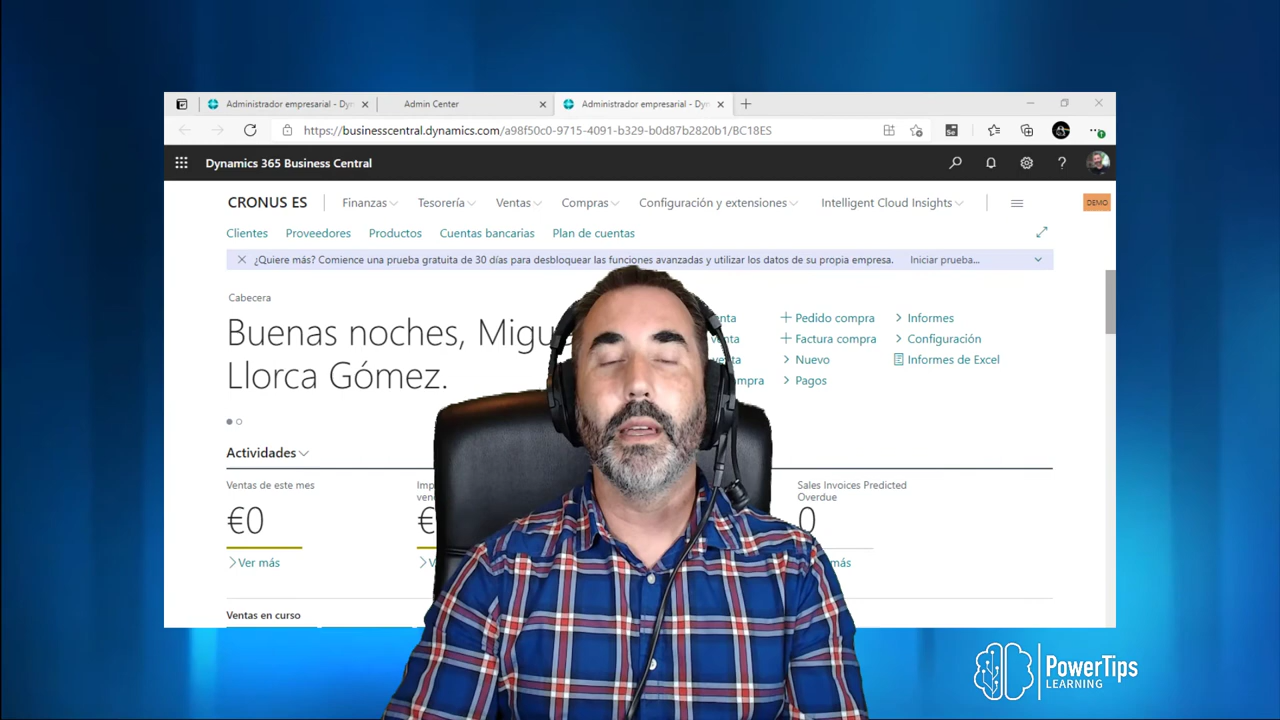 Administrador empresarial - Dyn
Admin Center
Administrador empresarial - Dyn
https://businesscentral.dynamics.com/a98f50c0-9715-4091-b329-b0d87b2820b1/BC18ES
Dynamics 365 Business Central
?
CRONUS ES
Finanzas
Tesorería
Ventas
Compras
Configuración y extensiones
Intelligent Cloud Insights
DEMO
Clientes
Proveedores
Productos
Cuentas bancarias
Plan de cuentas
¿Quiere más? Comience una prueba gratuita de 30 días para desbloquear las funciones avanzadas y utilizar los datos de su propia empresa.
Iniciar prueba...
Cabecera
Buenas noches, Migu
Llorca Gómez.
+ Pedido compra
+ Factura compra
> Nuevo
> Pagos
> Informes
> Configuración
Informes de Excel
Actividades
Ventas de este mes
€0
> Ver más
Sales Invoices Predicted
Overdue
0
más
Ventas en curso
PowerTips
LEARNING